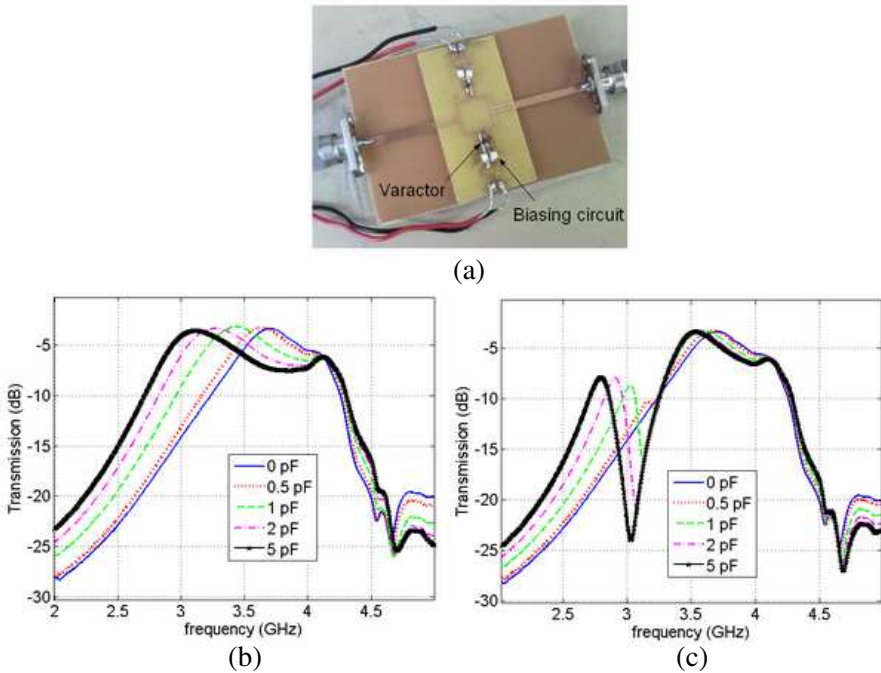 Varactor
Biasing circuit
(a)
-5
-10
-15
-20
-25
-30
Transmission (dB)
0 pF
0.5 pF
1 pF
2 pF
5 pF
2
2.5
3
3.5
4
4.5
frequency (GHz)
(b)
-5
-10
-15
-20
-25
-30
Transmission (dB)
0 pF
0.5 pF
1 pF
2 pF
5 pF
2.5
3
3.5
4
4.5
frequency (GHz)
(c)